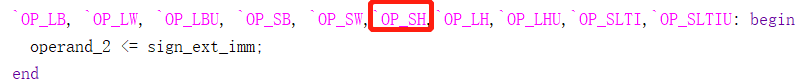 `OP_LB, `OP_LW, `OP_LBU, `OP_SB, `OP_SW,`OP_SH,`OP_LH,`OP_LHU,`OP_SLTI,`OP_SLTIU: begin
  operand_2 <= sign_ext_imm;
end